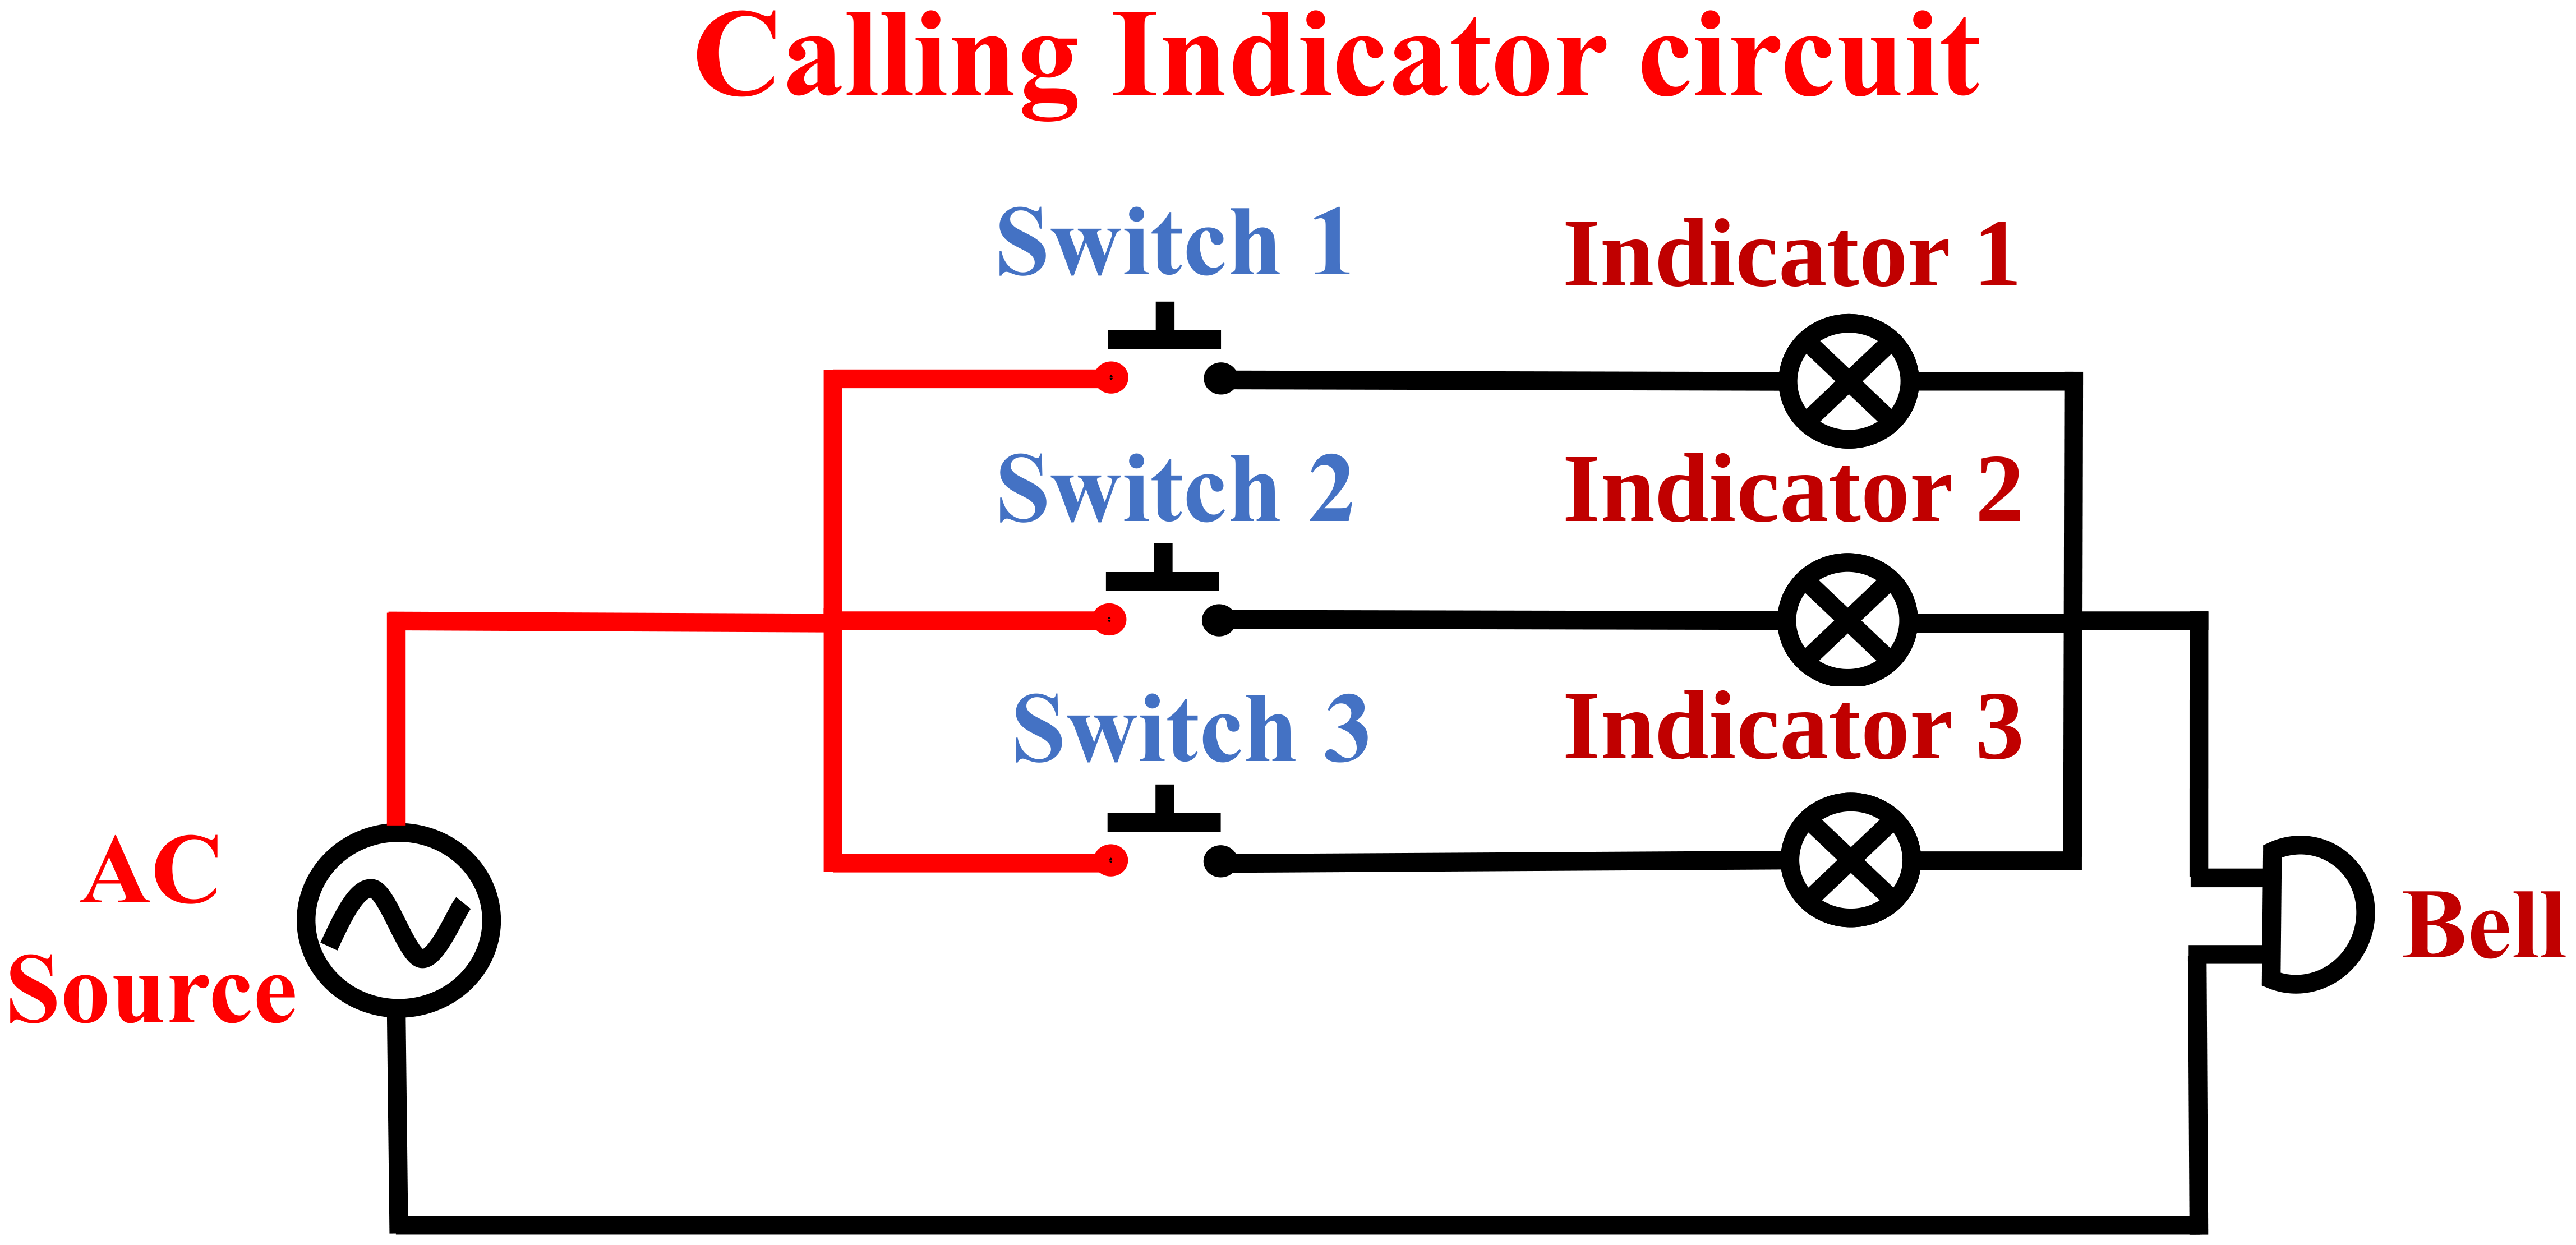 Calling Indicator circuit
Switch 1
Indicator 1
Switch 2
Indicator 2
Switch 3
Indicator 3
AC
Source
Bell